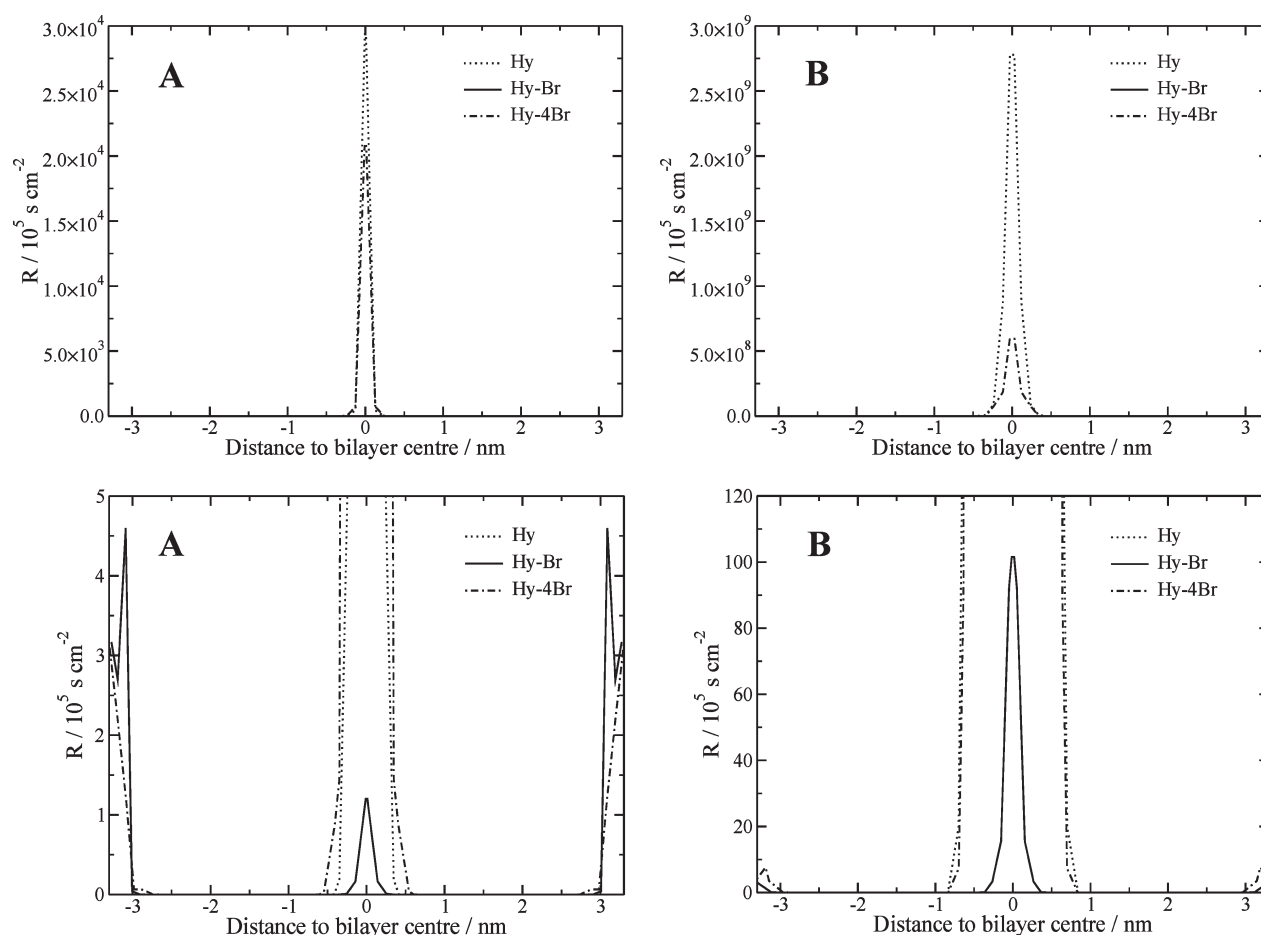 A
Hy
Hy-Br
Hy-4Br
3.0×10⁴
2.5×10⁴
2.0×10⁴
1.5×10⁴
1.0×10⁴
5.0×10³
0.0
R / 10⁵ s cm⁻²
-3 -2 -1 0 1 2 3
Distance to bilayer centre / nm
B
Hy
Hy-Br
Hy-4Br
3.0×10⁹
2.5×10⁹
2.0×10⁹
1.5×10⁹
1.0×10⁹
5.0×10⁸
0.0
R / 10⁵ s cm⁻²
-3 -2 -1 0 1 2 3
Distance to bilayer centre / nm
A
Hy
Hy-Br
Hy-4Br
5
4
3
2
1
0
R / 10⁵ s cm⁻²
-3 -2 -1 0 1 2 3
Distance to bilayer centre / nm
B
Hy
Hy-Br
Hy-4Br
120
100
80
60
40
20
0
R / 10⁵ s cm⁻²
-3 -2 -1 0 1 2 3
Distance to bilayer centre / nm